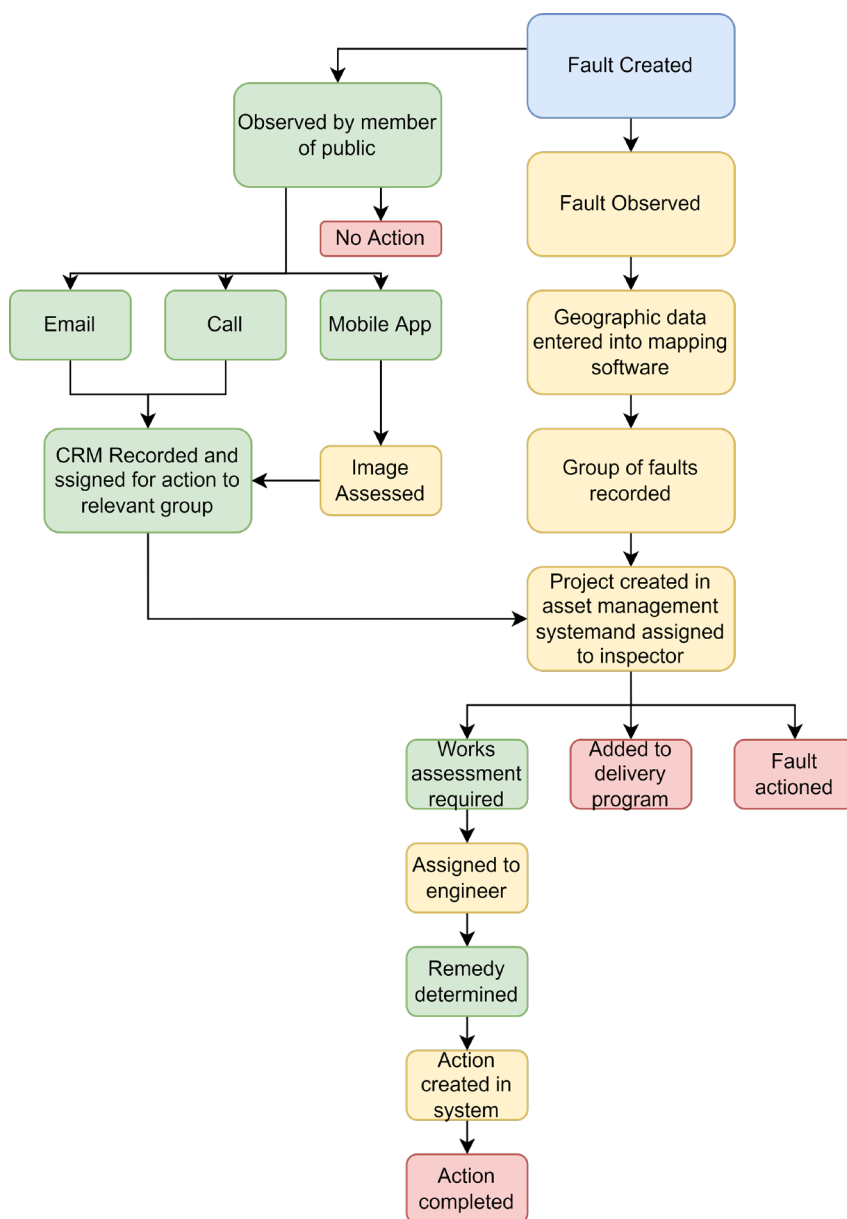 Fault Created
Observed by member
of public
Fault Observed
No Action
Email
Call
Mobile App
Geographic data
entered into mapping
software
CRM Recorded and
ssigned for action to
relevant group
Image
Assessed
Group of faults
recorded
Project created in
asset management
systemand assigned
to inspector
Works
assessment
required
Added to
delivery
program
Fault
actioned
Assigned to
engineer
Remedy
determined
Action
created in
system
Action
completed